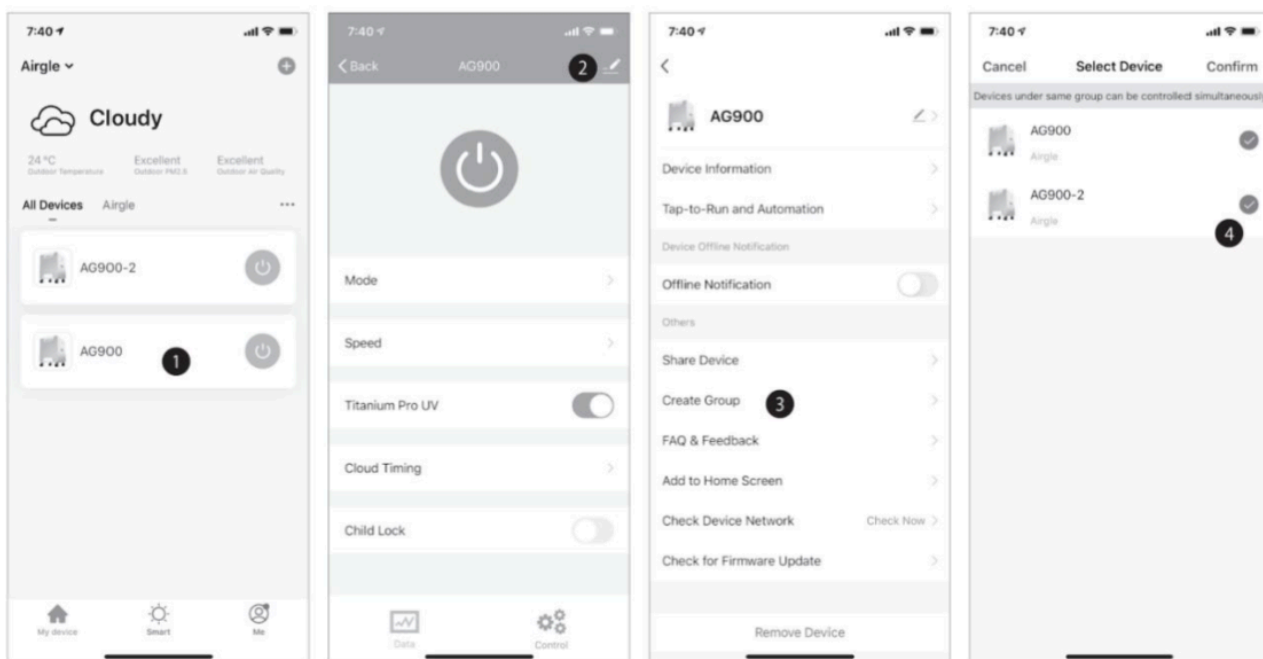 7:40
Airgle
Cloudy
24 °C Excellent Excellent
Outdoor Temperature Outdoor PM2.5 Outdoor Air Quality
All Devices Airgle ...
AG900-2
AG900
1
My device Smart Me
7:40
Back AG900 2
Mode
Speed
Titanium Pro UV
Cloud Timing
Child Lock
Data Control
7:40
AG900
Device Information
Tap-to-Run and Automation
Device Offline Notification
Offline Notification
Others
Share Device
Create Group 3
FAQ & Feedback
Add to Home Screen
Check Device Network Check Now
Check for Firmware Update
Remove Device
7:40
Cancel Select Device Confirm
Devices under same group can be controlled simultaneously
AG900
Airgle
AG900-2
Airgle
4